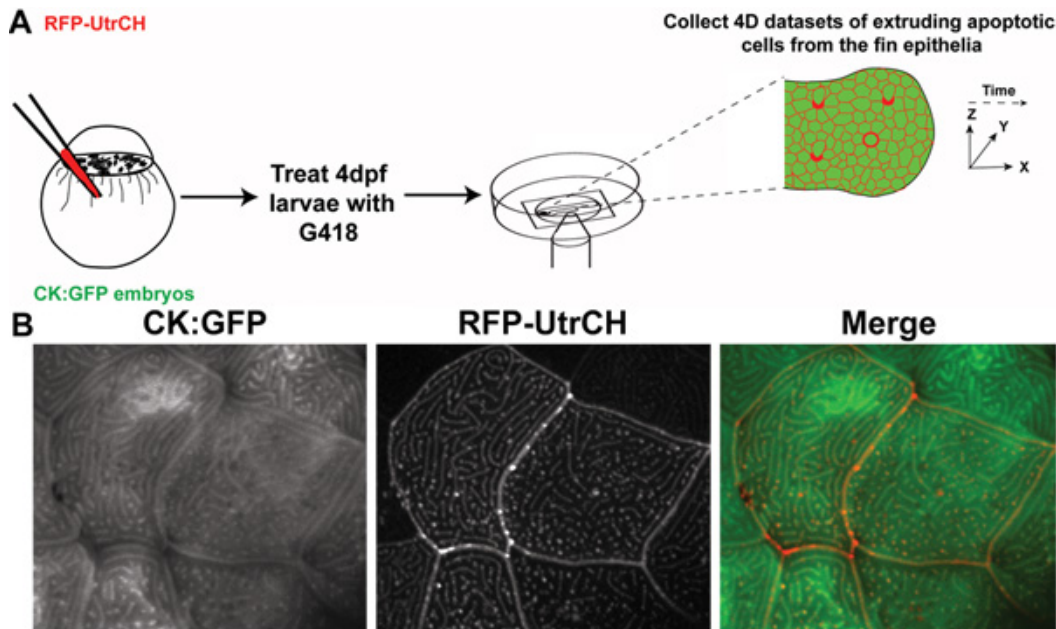 A
RFP-UtrCH
Collect 4D datasets of extruding apoptotic
cells from the fin epithelia
Time
Z
Y
X
Treat 4dpf
larvae with
G418
CK:GFP embryos
B
CK:GFP
RFP-UtrCH
Merge